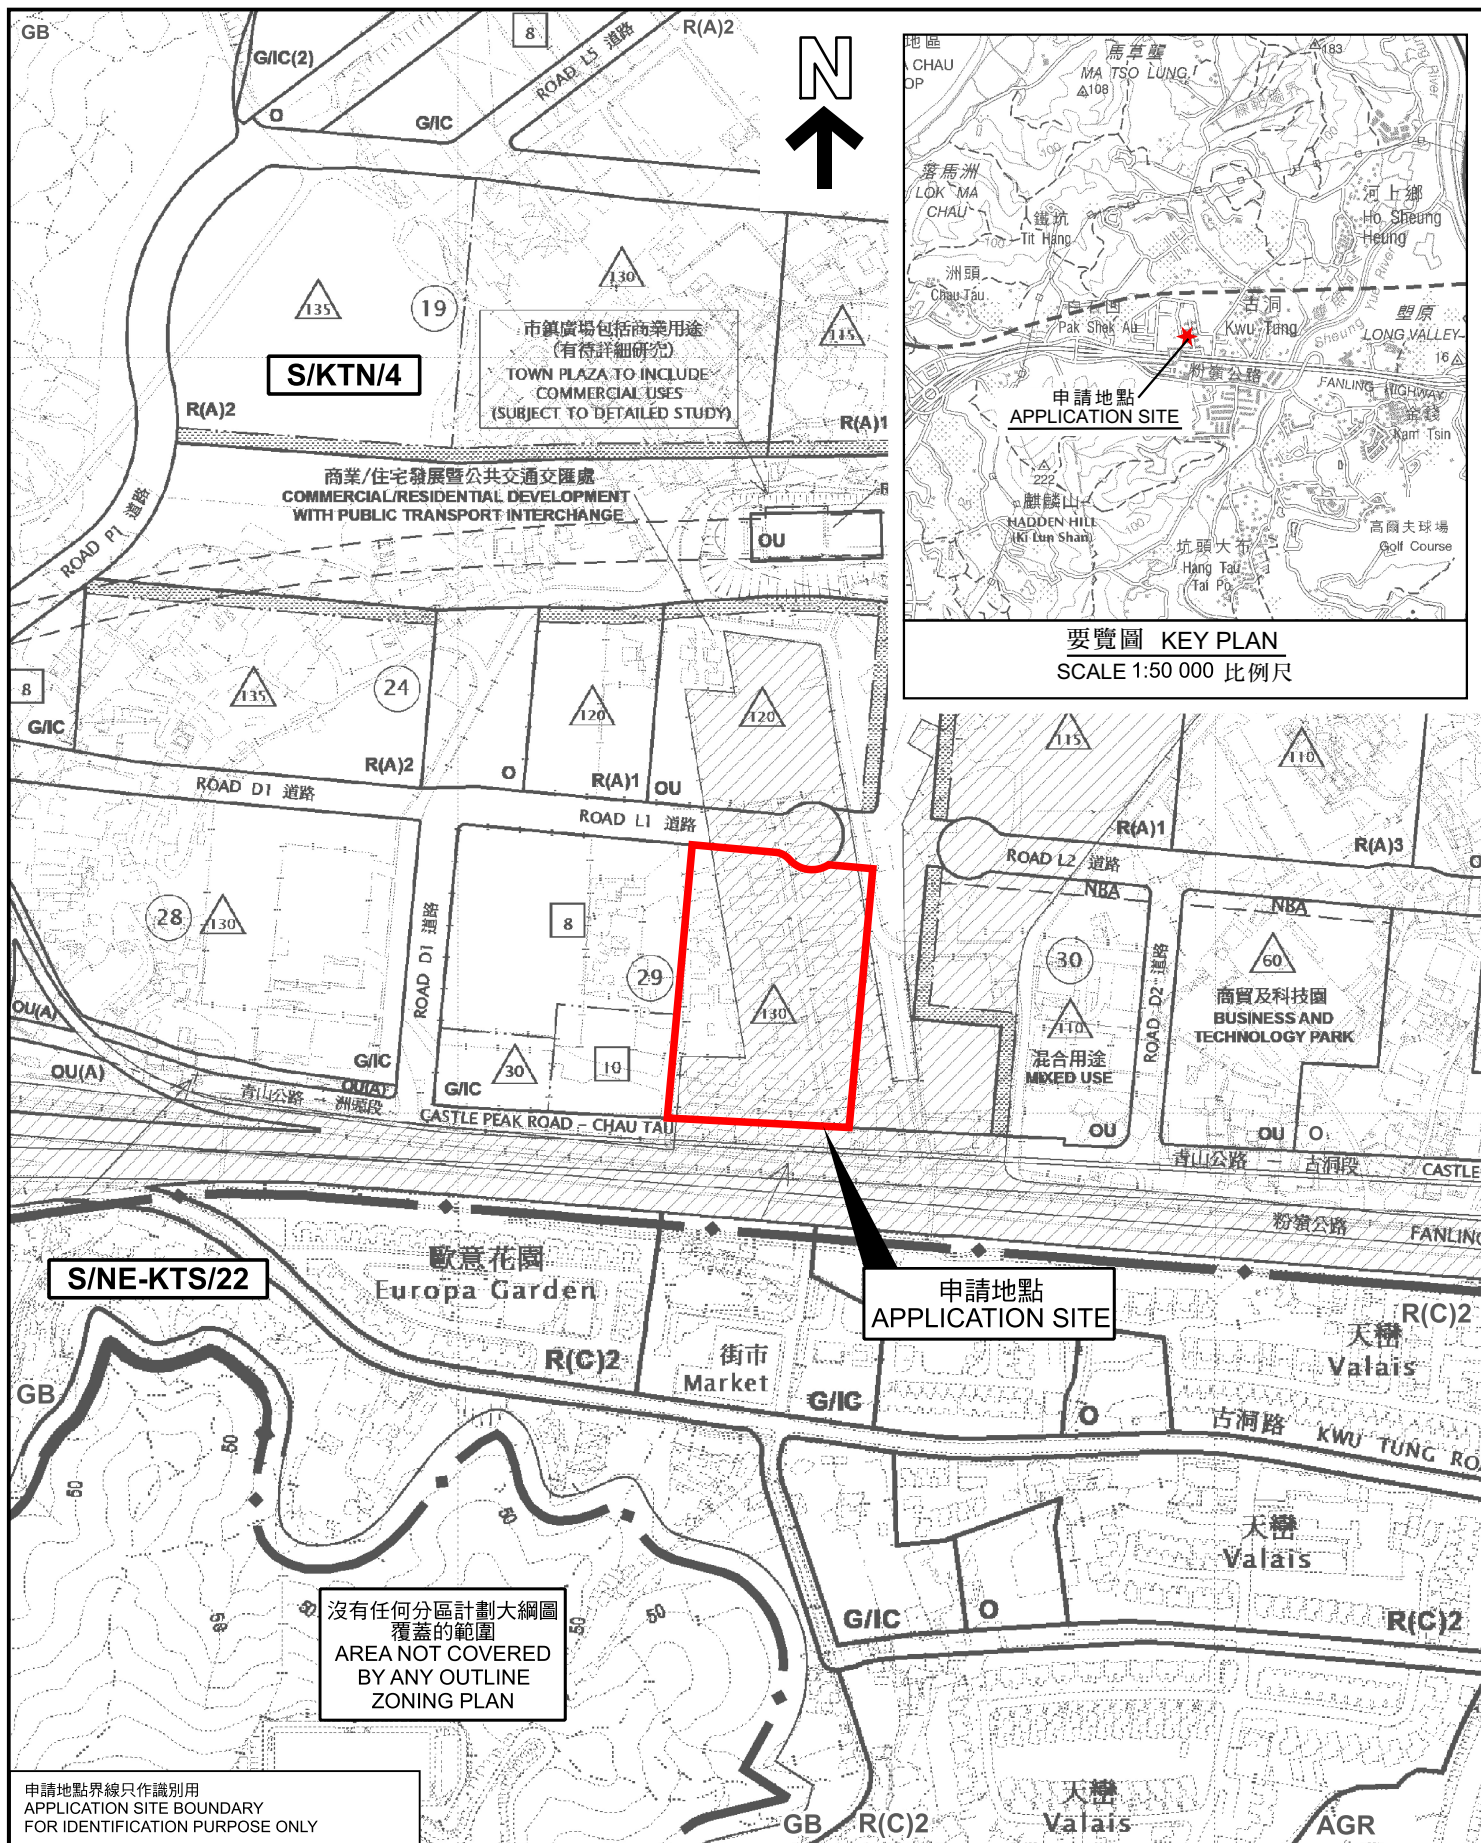 GB
G/IC(2)
8
ROAD L5 道路
R(A)2
O
G/IC
N
135
19
130
115
市鎮廣場包括商業用途
(有待詳細研究)
TOWN PLAZA TO INCLUDE
COMMERCIAL USES
(SUBJECT TO DETAILED STUDY)
S/KTN/4
R(A)2
R(A)1
商業/住宅發展暨公共交通交匯處
COMMERCIAL/RESIDENTIAL DEVELOPMENT
WITH PUBLIC TRANSPORT INTERCHANGE
ROAD P1 道路
OU
地區
A CHAU
OP
馬草壟
MA TSO LUNG
108
183
落馬洲
LOK MA
CHAU
鐵坑
Tit Hang
100
河上鄉
Ho Sheung
Heung
洲頭
Chau Tau
白石凹
Pak Shek Au
古洞
Kwu Tung
塱原
LONG VALLEY
16
粉嶺公路
FANLING HIGHWAY
申請地點
APPLICATION SITE
金錢
Kam Tsin
222
麒麟山
HADDEN HILL
(Ki Lun Shan)
100
坑頭大布
Hang Tau
Tai Po
高爾夫球場
Golf Course
要覽圖 KEY PLAN
SCALE 1:50 000 比例尺
8
G/IC
135
24
R(A)2
O
120
R(A)1
OU
120
115
110
ROAD D1 道路
ROAD L1 道路
R(A)1
R(A)3
O
ROAD L2 道路
NBA
NBA
28
130
ROAD D1 道路
8
29
130
30
110
混合用途
MIXED USE
ROAD D2 道路
60
商貿及科技園
BUSINESS AND
TECHNOLOGY PARK
OU(A)
OU(A)
G/IC
OU(A)
G/IC
30
10
青山公路 - 洲頭段
CASTLE PEAK ROAD - CHAU TAU
OU
OU
O
青山公路 - 古洞段
CASTLE
粉嶺公路
FANLING
S/NE-KTS/22
歐意花園
Europa Garden
R(C)2
街市
Market
G/IC
申請地點
APPLICATION SITE
R(C)2
天巒
Valais
O
古洞路 KWU TUNG ROA
GB
50
50
50
天巒
Valais
沒有任何分區計劃大綱圖
覆蓋的範圍
AREA NOT COVERED
BY ANY OUTLINE
ZONING PLAN
50
50
50
50
G/IC
O
R(C)2
申請地點界線只作識別用
APPLICATION SITE BOUNDARY
FOR IDENTIFICATION PURPOSE ONLY
GB
R(C)2
天巒
Valais
AGR